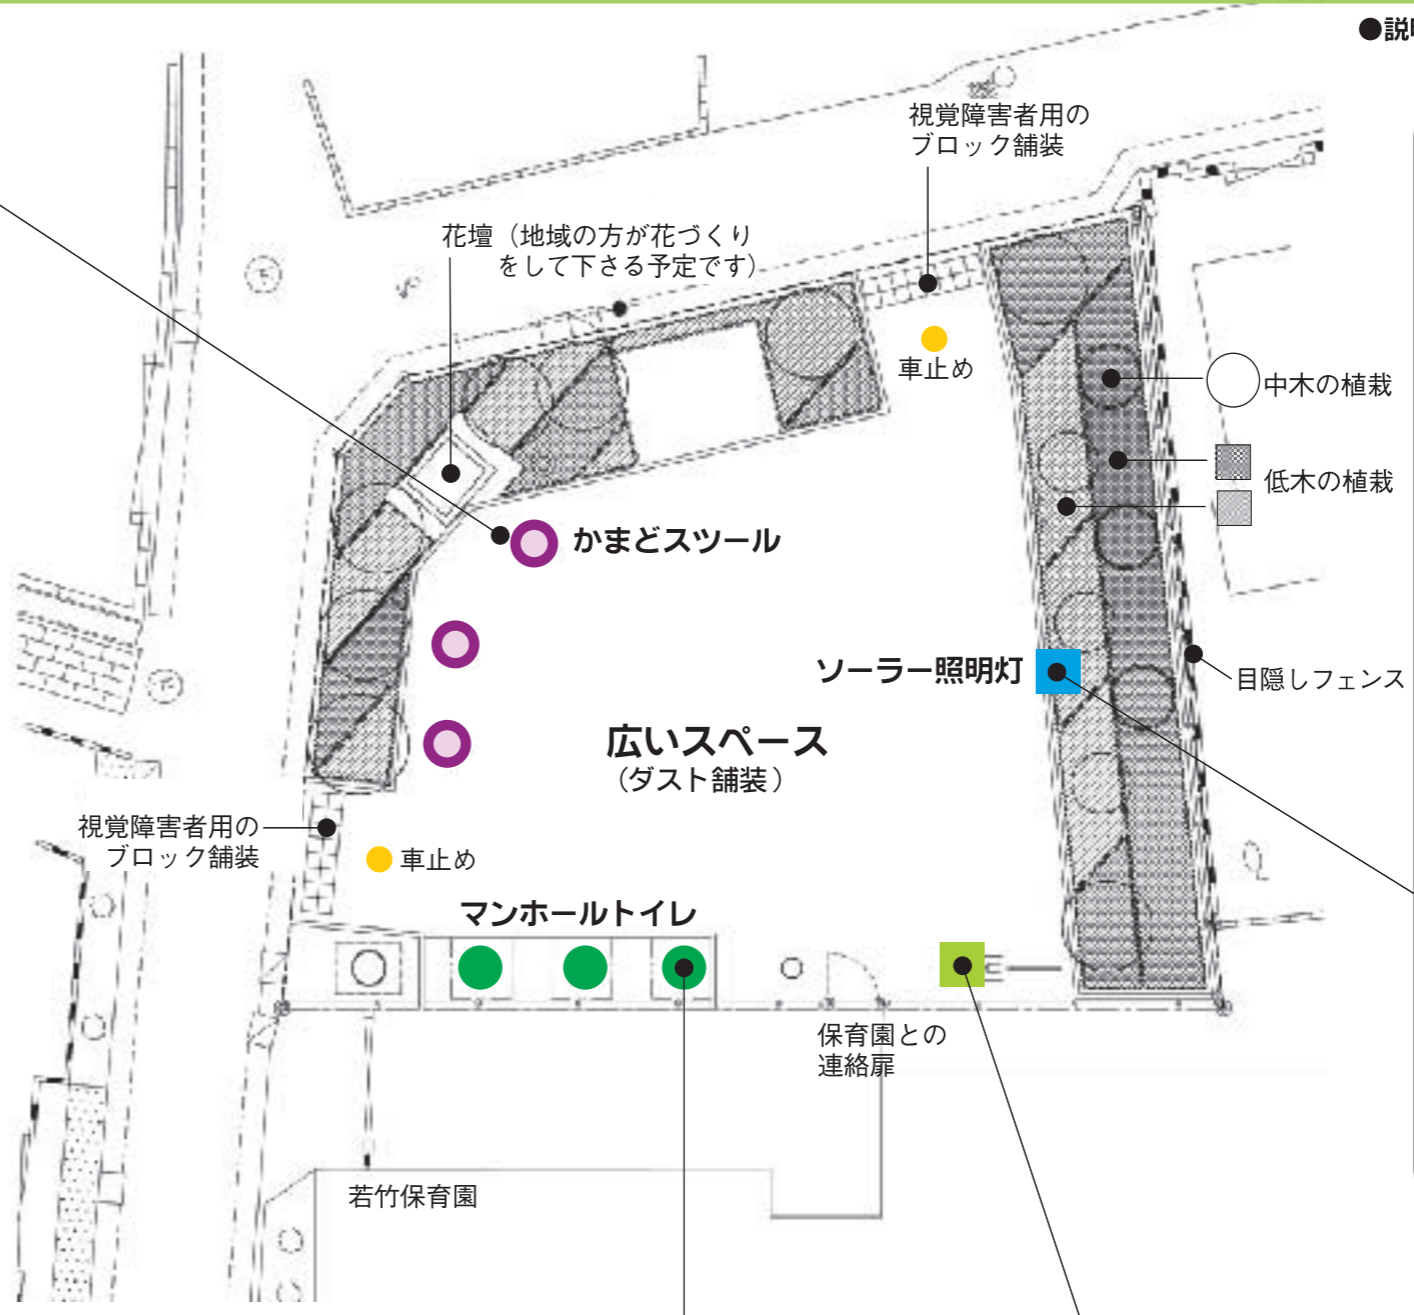 ●説
視覚障害者用の
ブロック舗装
花壇（地域の方が花づくり
をして下さる予定です）
車止め
中木の植栽
低木の植栽
かまどスツール
ソーラー照明灯
目隠しフェンス
広いスペース
（ダスト舗装）
視覚障害者用の
ブロック舗装
車止め
マンホールトイレ
保育園との
連絡扉
若竹保育園